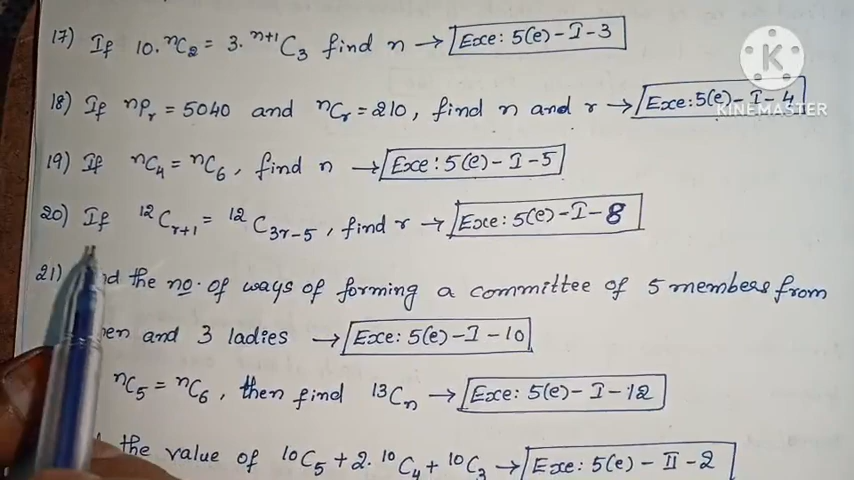 17) If 10.ⁿC₂ = 3.ⁿ⁺¹C₃ find n → Exe: 5(e)-I-3
K
KINEMASTER
18) If nPᵣ = 5040 and ⁿCᵣ = 210, find n and r → Exe: 5(e)-I-4
19) If ⁿC₄ = ⁿC₆, find n → Exe: 5(e)-I-5
20) If ¹²Cᵣ₊₁ = ¹²C₃ᵣ₋₅, find r → Exe: 5(e)-I-8
21) nd the no. of ways of forming a committee of 5 members from
en and 3 ladies → Exe: 5(e)-I-10
ⁿC₅ = ⁿC₆, then find ¹³Cₙ → Exe: 5(e)-I-12
the value of ¹⁰C₅ + 2.¹⁰C₄ + ¹⁰C₃ → Exe: 5(e)-II-2